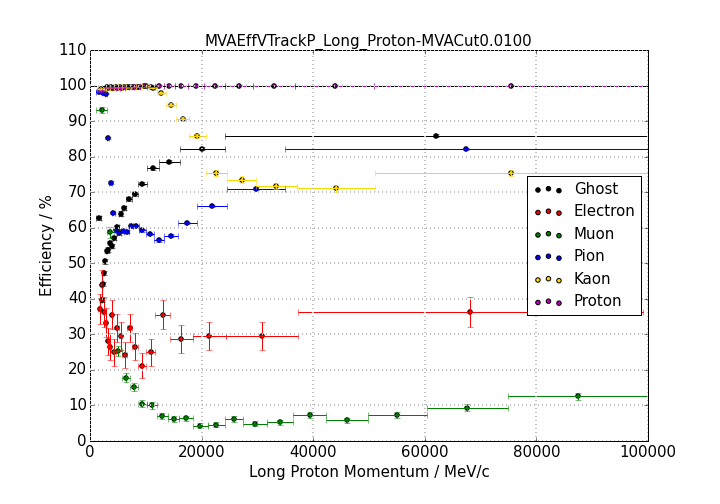 MVAEffVTrackP_Long_Proton-MVACut0.0100
110
100
90
80
70
60
50
40
30
20
10
0
Efficiency / %
Ghost
Electron
Muon
Pion
Kaon
Proton
0 20000 40000 60000 80000 100000
Long Proton Momentum / MeV/c